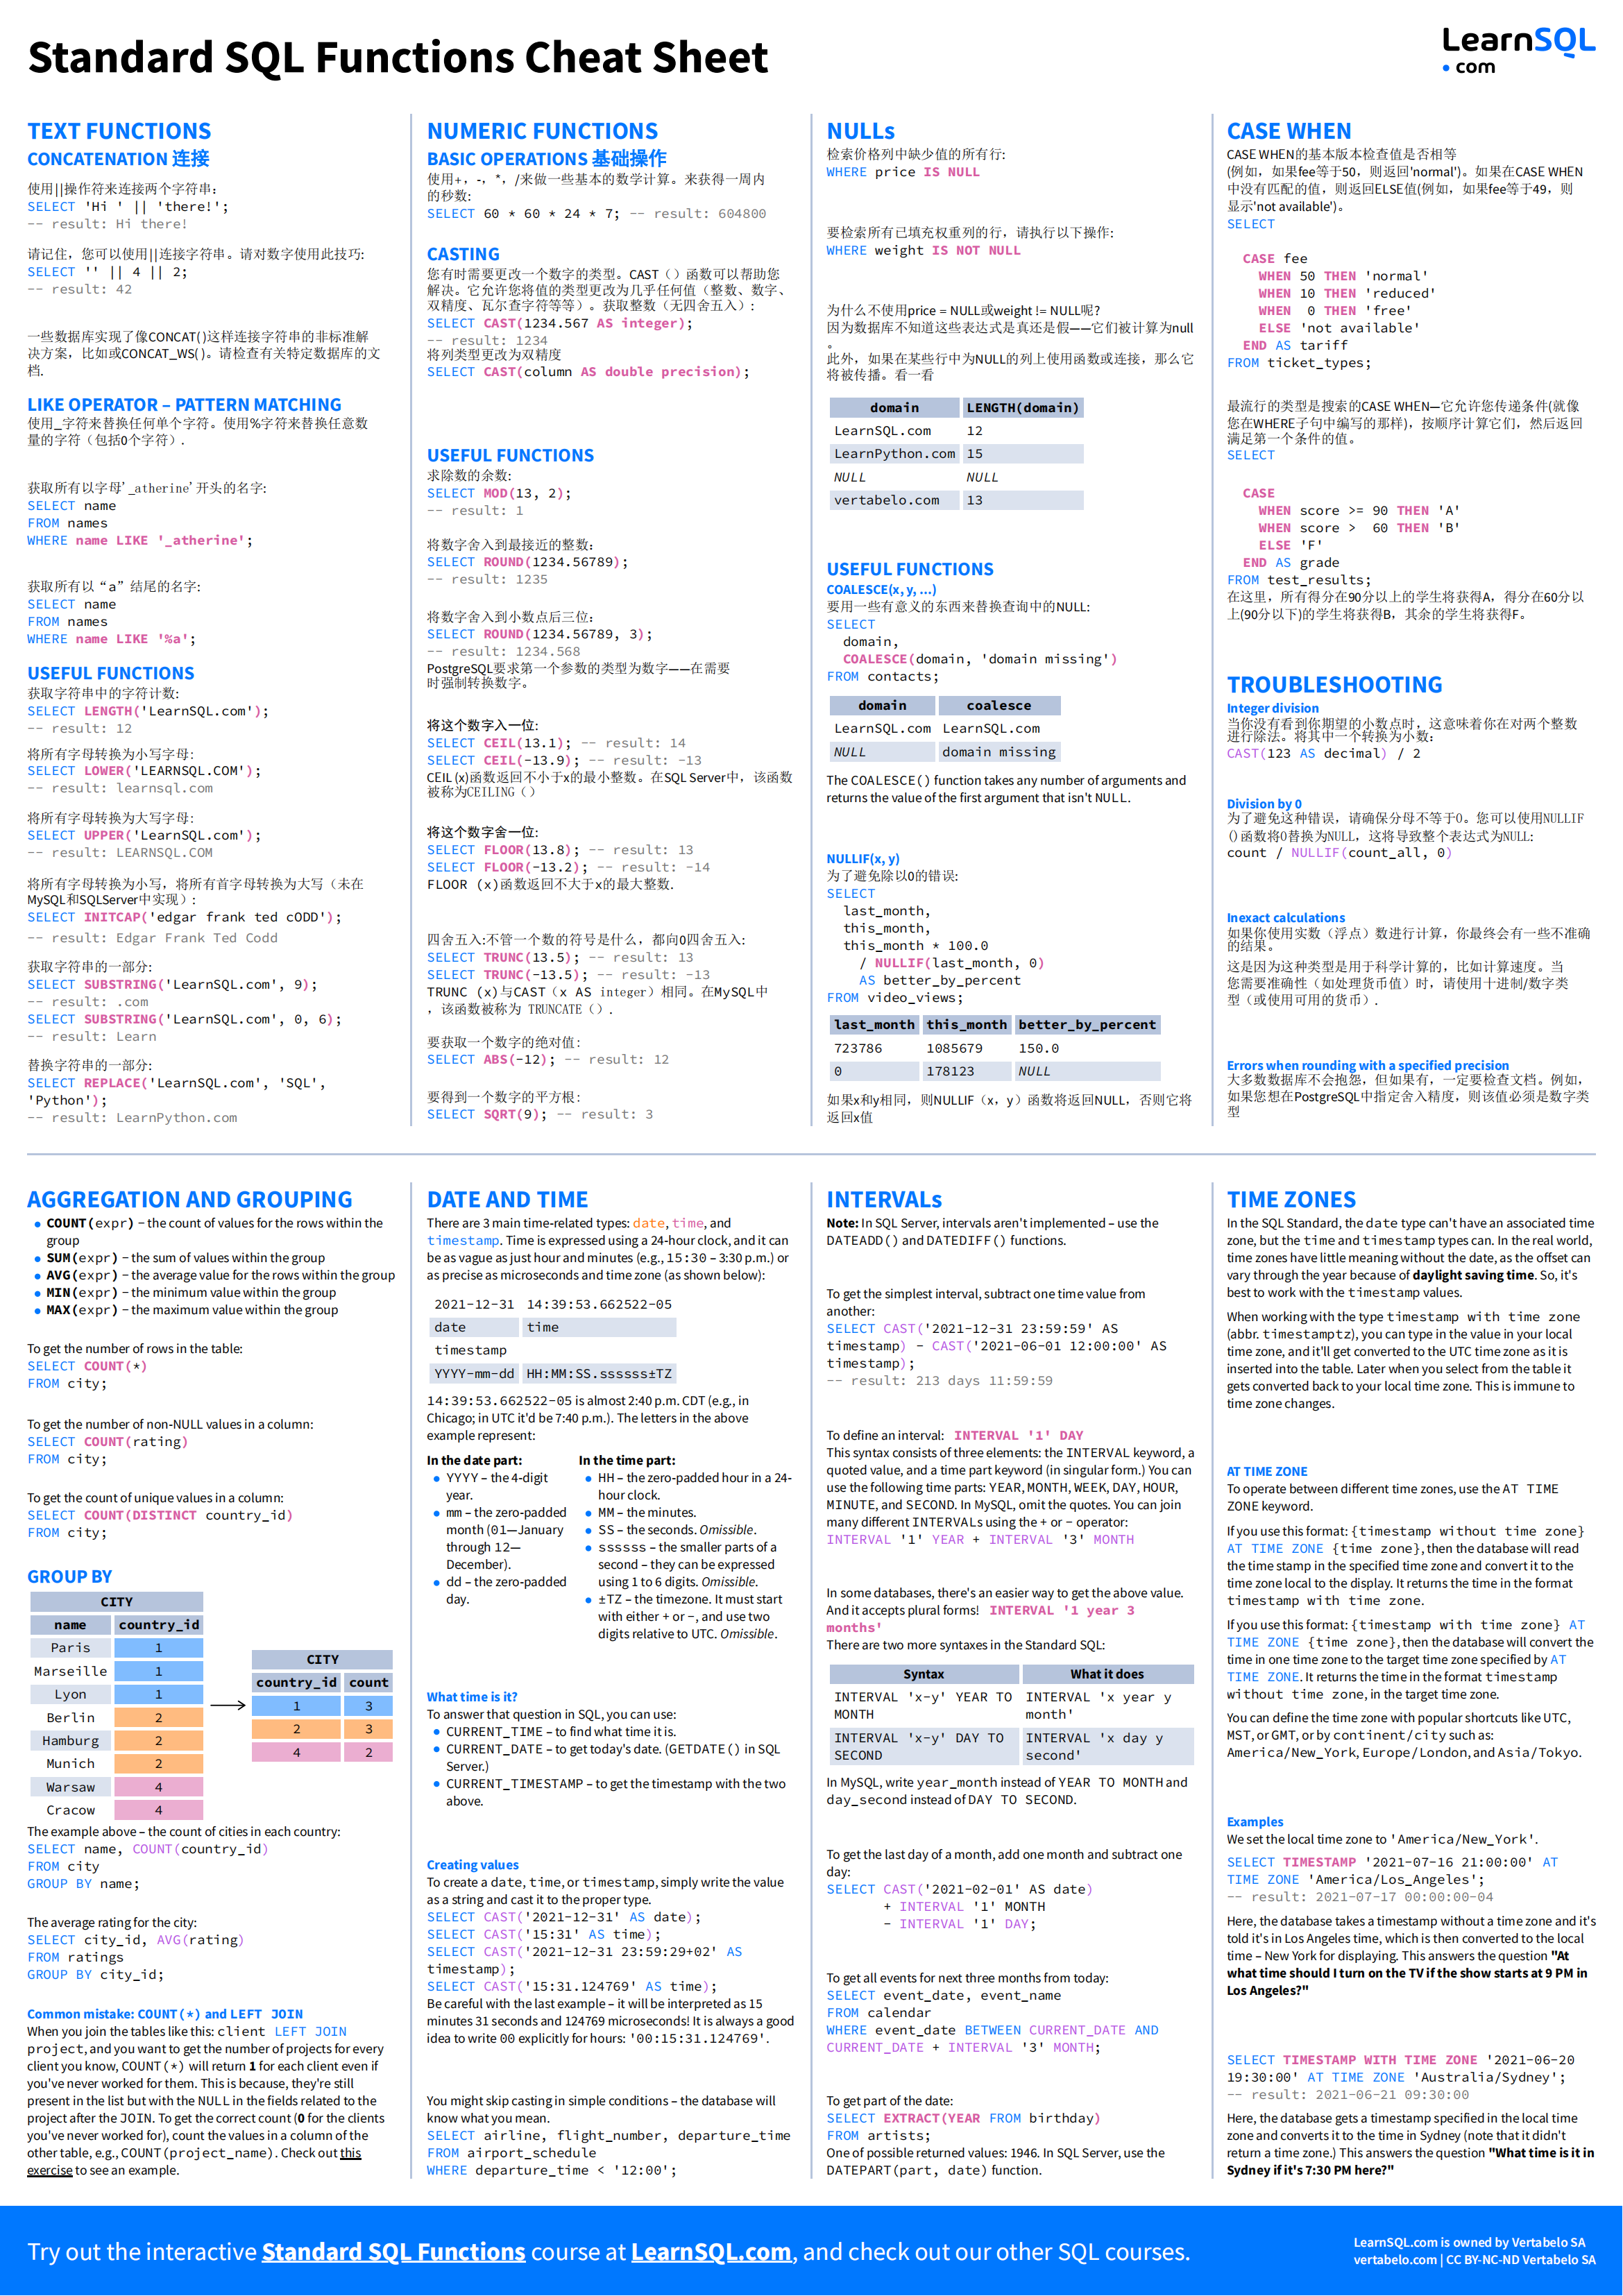 Standard SQL Functions Cheat Sheet
LearnSQL
• com
TEXT FUNCTIONS
CONCATENATION 连接
使用||操作符来连接两个字符串：
SELECT 'Hi ' || 'there!';
-- result: Hi there!
请记住，您可以使用||连接字符串。请对数字使用此技巧:
SELECT '' || 4 || 2;
-- result: 42
一些数据库实现了像CONCAT()这样连接字符串的非标准解
决方案，比如或CONCAT_WS()。请检查有关特定数据库的文
档.
LIKE OPERATOR – PATTERN MATCHING
使用_字符来替换任何单个字符。使用%字符来替换任意数
量的字符（包括0个字符）.
获取所有以字母'_atherine'开头的名字:
SELECT name
FROM names
WHERE name LIKE '_atherine';
获取所有以“a”结尾的名字:
SELECT name
FROM names
WHERE name LIKE '%a';
USEFUL FUNCTIONS
获取字符串中的字符计数:
SELECT LENGTH('LearnSQL.com');
-- result: 12
将所有字母转换为小写字母:
SELECT LOWER('LEARNSQL.COM');
-- result: learnsql.com
将所有字母转换为大写字母:
SELECT UPPER('LearnSQL.com');
-- result: LEARNSQL.COM
将所有字母转换为小写，将所有首字母转换为大写（未在
MySQL和SQLServer中实现）:
SELECT INITCAP('edgar frank ted cODD');
-- result: Edgar Frank Ted Codd
获取字符串的一部分:
SELECT SUBSTRING('LearnSQL.com', 9);
-- result: .com
SELECT SUBSTRING('LearnSQL.com', 0, 6);
-- result: Learn
替换字符串的一部分:
SELECT REPLACE('LearnSQL.com', 'SQL',
'Python');
-- result: LearnPython.com
NUMERIC FUNCTIONS
BASIC OPERATIONS 基础操作
使用+，-，*，/来做一些基本的数学计算。来获得一周内
的秒数:
SELECT 60 * 60 * 24 * 7; -- result: 604800
CASTING
您有时需要更改一个数字的类型。CAST（）函数可以帮助您
解决。它允许您将值的类型更改为几乎任何值（整数、数字、
双精度、瓦尔查字符等等）。获取整数（无四舍五入）:
SELECT CAST(1234.567 AS integer);
-- result: 1234
将列类型更改为双精度
SELECT CAST(column AS double precision);
USEFUL FUNCTIONS
求除数的余数:
SELECT MOD(13, 2);
-- result: 1
将数字舍入到最接近的整数:
SELECT ROUND(1234.56789);
-- result: 1235
将数字舍入到小数点后三位:
SELECT ROUND(1234.56789, 3);
-- result: 1234.568
PostgreSQL要求第一个参数的类型为数字——在需要
时强制转换数字。
将这个数字入一位:
SELECT CEIL(13.1); -- result: 14
SELECT CEIL(-13.9); -- result: -13
CEIL(x)函数返回不小于x的最小整数。在SQL Server中，该函数
被称为CEILING（）
将这个数字舍一位:
SELECT FLOOR(13.8); -- result: 13
SELECT FLOOR(-13.2); -- result: -14
FLOOR (x)函数返回不大于x的最大整数.
四舍五入:不管一个数的符号是什么，都向0四舍五入:
SELECT TRUNC(13.5); -- result: 13
SELECT TRUNC(-13.5); -- result: -13
TRUNC (x)与CAST（x AS integer）相同。在MySQL中
，该函数被称为 TRUNCATE（）.
要获取一个数字的绝对值:
SELECT ABS(-12); -- result: 12
要得到一个数字的平方根:
SELECT SQRT(9); -- result: 3
NULLs
检索价格列中缺少值的所有行:
WHERE price IS NULL
要检索所有已填充权重列的行，请执行以下操作:
WHERE weight IS NOT NULL
为什么不使用price = NULL或weight != NULL呢?
因为数据库不知道这些表达式是真还是假——它们被计算为null
。
此外，如果在某些行中为NULL的列上使用函数或连接，那么它
将被传播。看一看
domain LENGTH(domain)
LearnSQL.com 12
LearnPython.com 15
NULL NULL
vertabelo.com 13
USEFUL FUNCTIONS
COALESCE(x, y, ...)
要用一些有意义的东西来替换查询中的NULL:
SELECT
domain,
COALESCE(domain, 'domain missing')
FROM contacts;
domain coalesce
LearnSQL.com LearnSQL.com
NULL domain missing
The COALESCE() function takes any number of arguments and
returns the value of the first argument that isn't NULL.
NULLIF(x, y)
为了避免除以0的错误:
SELECT
last_month,
this_month,
this_month * 100.0
/ NULLIF(last_month, 0)
AS better_by_percent
FROM video_views;
last_month this_month better_by_percent
723786 1085679 150.0
0 178123 NULL
如果x和y相同，则NULLIF（x，y）函数将返回NULL，否则它将
返回x值
CASE WHEN
CASE WHEN的基本版本检查值是否相等
(例如，如果fee等于50，则返回'normal')。如果在CASE WHEN
中没有匹配的值，则返回ELSE值(例如，如果fee等于49，则
显示'not available')。
SELECT
CASE fee
WHEN 50 THEN 'normal'
WHEN 10 THEN 'reduced'
WHEN 0 THEN 'free'
ELSE 'not available'
END AS tariff
FROM ticket_types;
最流行的类型是搜索的CASE WHEN—它允许您传递条件(就像
您在WHERE子句中编写的那样)，按顺序计算它们，然后返回
满足第一个条件的值。
SELECT
CASE
WHEN score >= 90 THEN 'A'
WHEN score > 60 THEN 'B'
ELSE 'F'
END AS grade
FROM test_results;
在这里，所有得分在90分以上的学生将获得A，得分在60分以
上(90分以下)的学生将获得B，其余的学生将获得F。
TROUBLESHOOTING
Integer division
当你没有看到你期望的小数点时，这意味着你在对两个整数
进行除法。将其中一个转换为小数:
CAST(123 AS decimal) / 2
Division by 0
为了避免这种错误，请确保分母不等于0。您可以使用NULLIF
()函数将0替换为NULL，这将导致整个表达式为NULL:
count / NULLIF(count_all, 0)
Inexact calculations
如果你使用实数（浮点）数进行计算，你最终会有一些不准确
的结果。
这是因为这种类型是用于科学计算的，比如计算速度。当
您需要准确性（如处理货币值）时，请使用十进制/数字类
型（或使用可用的货币）.
Errors when rounding with a specified precision
大多数数据库不会抱怨，但如果有，一定要检查文档。例如，
如果您想在PostgreSQL中指定舍入精度，则该值必须是数字类
型
AGGREGATION AND GROUPING
• COUNT(expr) – the count of values for the rows within the
group
• SUM(expr) – the sum of values within the group
• AVG(expr) – the average value for the rows within the group
• MIN(expr) – the minimum value within the group
• MAX(expr) – the maximum value within the group
To get the number of rows in the table:
SELECT COUNT(*)
FROM city;
To get the number of non-NULL values in a column:
SELECT COUNT(rating)
FROM city;
To get the count of unique values in a column:
SELECT COUNT(DISTINCT country_id)
FROM city;
GROUP BY
CITY
name country_id
Paris 1
Marseille 1
Lyon 1
Berlin 2
Hamburg 2
Munich 2
Warsaw 4
Cracow 4
CITY
country_id count
1 3
2 3
4 2
The example above – the count of cities in each country:
SELECT name, COUNT(country_id)
FROM city
GROUP BY name;
The average rating for the city:
SELECT city_id, AVG(rating)
FROM ratings
GROUP BY city_id;
Common mistake: COUNT(*) and LEFT JOIN
When you join the tables like this: client LEFT JOIN
project, and you want to get the number of projects for every
client you know, COUNT(*) will return 1 for each client even if
you've never worked for them. This is because, they're still
present in the list but with the NULL in the fields related to the
project after the JOIN. To get the correct count (0 for the clients
you've never worked for), count the values in a column of the
other table, e.g., COUNT(project_name). Check out this
exercise to see an example.
DATE AND TIME
There are 3 main time-related types: date, time, and
timestamp. Time is expressed using a 24-hour clock, and it can
be as vague as just hour and minutes (e.g., 15:30 – 3:30 p.m.) or
as precise as microseconds and time zone (as shown below):
2021-12-31 14:39:53.662522-05
date time
timestamp
YYYY-mm-dd HH:MM:SS.ssssss±TZ
14:39:53.662522-05 is almost 2:40 p.m. CDT (e.g., in
Chicago; in UTC it'd be 7:40 p.m.). The letters in the above
example represent:
In the date part:
• YYYY – the 4-digit
year.
• mm – the zero-padded
month (01—January
through 12—
December).
• dd – the zero-padded
day.
In the time part:
• HH – the zero-padded hour in a 24-
hour clock.
• MM – the minutes.
• SS – the seconds. Omissible.
• ssssss – the smaller parts of a
second – they can be expressed
using 1 to 6 digits. Omissible.
• ±TZ – the timezone. It must start
with either + or −, and use two
digits relative to UTC. Omissible.
What time is it?
To answer that question in SQL, you can use:
• CURRENT_TIME – to find what time it is.
• CURRENT_DATE – to get today's date. (GETDATE() in SQL
Server.)
• CURRENT_TIMESTAMP – to get the timestamp with the two
above.
Creating values
To create a date, time, or timestamp, simply write the value
as a string and cast it to the proper type.
SELECT CAST('2021-12-31' AS date);
SELECT CAST('15:31' AS time);
SELECT CAST('2021-12-31 23:59:29+02' AS
timestamp);
SELECT CAST('15:31.124769' AS time);
Be careful with the last example – it will be interpreted as 15
minutes 31 seconds and 124769 microseconds! It is always a good
idea to write 00 explicitly for hours: '00:15:31.124769'.
You might skip casting in simple conditions – the database will
know what you mean.
SELECT airline, flight_number, departure_time
FROM airport_schedule
WHERE departure_time < '12:00';
INTERVALs
Note: In SQL Server, intervals aren't implemented – use the
DATEADD() and DATEDIFF() functions.
To get the simplest interval, subtract one time value from
another:
SELECT CAST('2021-12-31 23:59:59' AS
timestamp) - CAST('2021-06-01 12:00:00' AS
timestamp);
-- result: 213 days 11:59:59
To define an interval: INTERVAL '1' DAY
This syntax consists of three elements: the INTERVAL keyword, a
quoted value, and a time part keyword (in singular form.) You can
use the following time parts: YEAR, MONTH, WEEK, DAY, HOUR,
MINUTE, and SECOND. In MySQL, omit the quotes. You can join
many different INTERVALs using the + or − operator:
INTERVAL '1' YEAR + INTERVAL '3' MONTH
In some databases, there's an easier way to get the above value.
And it accepts plural forms! INTERVAL '1 year 3
months'
There are two more syntaxes in the Standard SQL:
Syntax What it does
INTERVAL 'x-y' YEAR TO
MONTH
INTERVAL 'x year y
month'
INTERVAL 'x-y' DAY TO
SECOND
INTERVAL 'x day y
second'
In MySQL, write year_month instead of YEAR TO MONTH and
day_second instead of DAY TO SECOND.
To get the last day of a month, add one month and subtract one
day:
SELECT CAST('2021-02-01' AS date)
+ INTERVAL '1' MONTH
- INTERVAL '1' DAY;
To get all events for next three months from today:
SELECT event_date, event_name
FROM calendar
WHERE event_date BETWEEN CURRENT_DATE AND
CURRENT_DATE + INTERVAL '3' MONTH;
To get part of the date:
SELECT EXTRACT(YEAR FROM birthday)
FROM artists;
One of possible returned values: 1946. In SQL Server, use the
DATEPART(part, date) function.
TIME ZONES
In the SQL Standard, the date type can't have an associated time
zone, but the time and timestamp types can. In the real world,
time zones have little meaning without the date, as the offset can
vary through the year because of daylight saving time. So, it's
best to work with the timestamp values.
When working with the type timestamp with time zone
(abbr. timestamptz), you can type in the value in your local
time zone, and it'll get converted to the UTC time zone as it is
inserted into the table. Later when you select from the table it
gets converted back to your local time zone. This is immune to
time zone changes.
AT TIME ZONE
To operate between different time zones, use the AT TIME
ZONE keyword.
If you use this format: {timestamp without time zone}
AT TIME ZONE {time zone}, then the database will read
the time stamp in the specified time zone and convert it to the
time zone local to the display. It returns the time in the format
timestamp with time zone.
If you use this format: {timestamp with time zone} AT
TIME ZONE {time zone}, then the database will convert the
time in one time zone to the target time zone specified by AT
TIME ZONE. It returns the time in the format timestamp
without time zone, in the target time zone.
You can define the time zone with popular shortcuts like UTC,
MST, or GMT, or by continent/city such as:
America/New_York, Europe/London, and Asia/Tokyo.
Examples
We set the local time zone to 'America/New_York'.
SELECT TIMESTAMP '2021-07-16 21:00:00' AT
TIME ZONE 'America/Los_Angeles';
-- result: 2021-07-17 00:00:00-04
Here, the database takes a timestamp without a time zone and it's
told it's in Los Angeles time, which is then converted to the local
time – New York for displaying. This answers the question "At
what time should I turn on the TV if the show starts at 9 PM in
Los Angeles?"
SELECT TIMESTAMP WITH TIME ZONE '2021-06-20
19:30:00' AT TIME ZONE 'Australia/Sydney';
-- result: 2021-06-21 09:30:00
Here, the database gets a timestamp specified in the local time
zone and converts it to the time in Sydney (note that it didn't
return a time zone.) This answers the question "What time is it in
Sydney if it's 7:30 PM here?"
Try out the interactive Standard SQL Functions course at LearnSQL.com, and check out our other SQL courses.
LearnSQL.com is owned by Vertabelo SA
vertabelo.com | CC BY-NC-ND Vertabelo SA